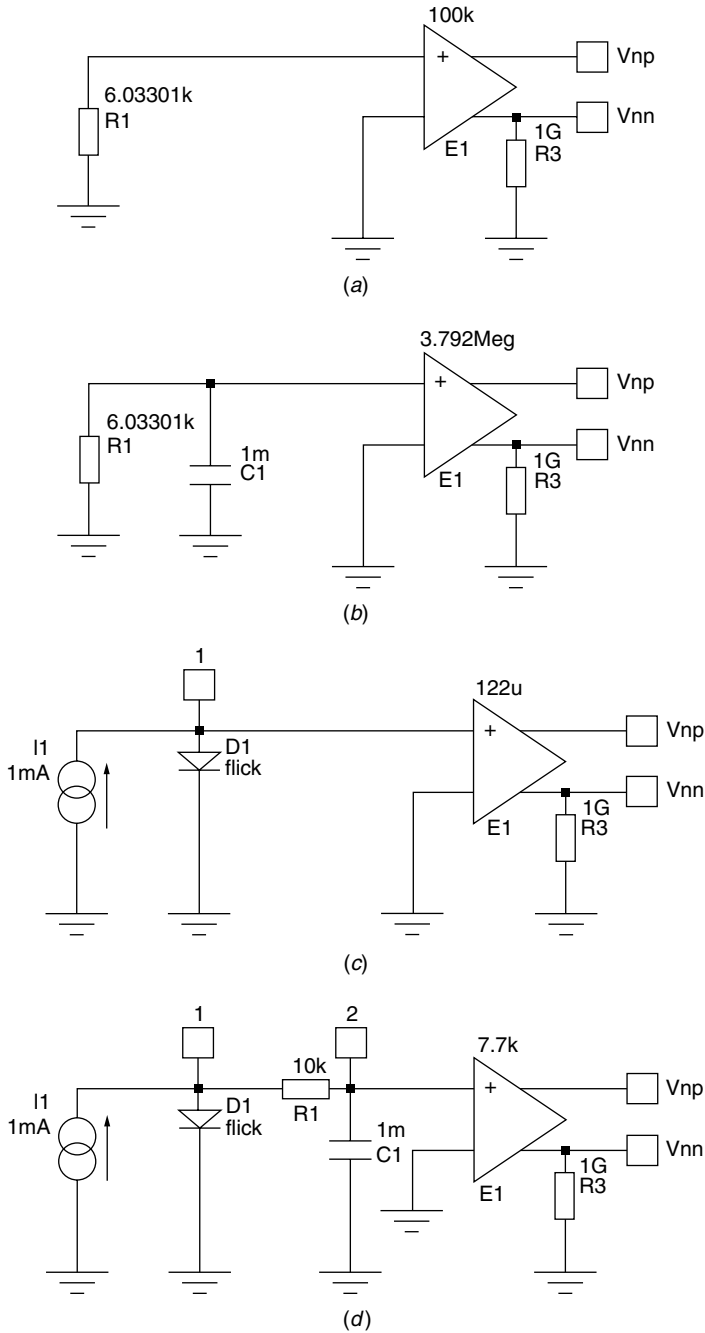 100k
+
Vnp
6.03301k
R1
Vnn
1G
R3
E1
(a)
3.792Meg
+
Vnp
6.03301k
R1
1m
C1
Vnn
1G
R3
E1
(b)
1
122u
+
Vnp
I1
1mA
D1
flick
Vnn
1G
R3
E1
(c)
1
2
10k
R1
7.7k
+
Vnp
I1
1mA
D1
flick
1m
C1
Vnn
1G
R3
E1
(d)